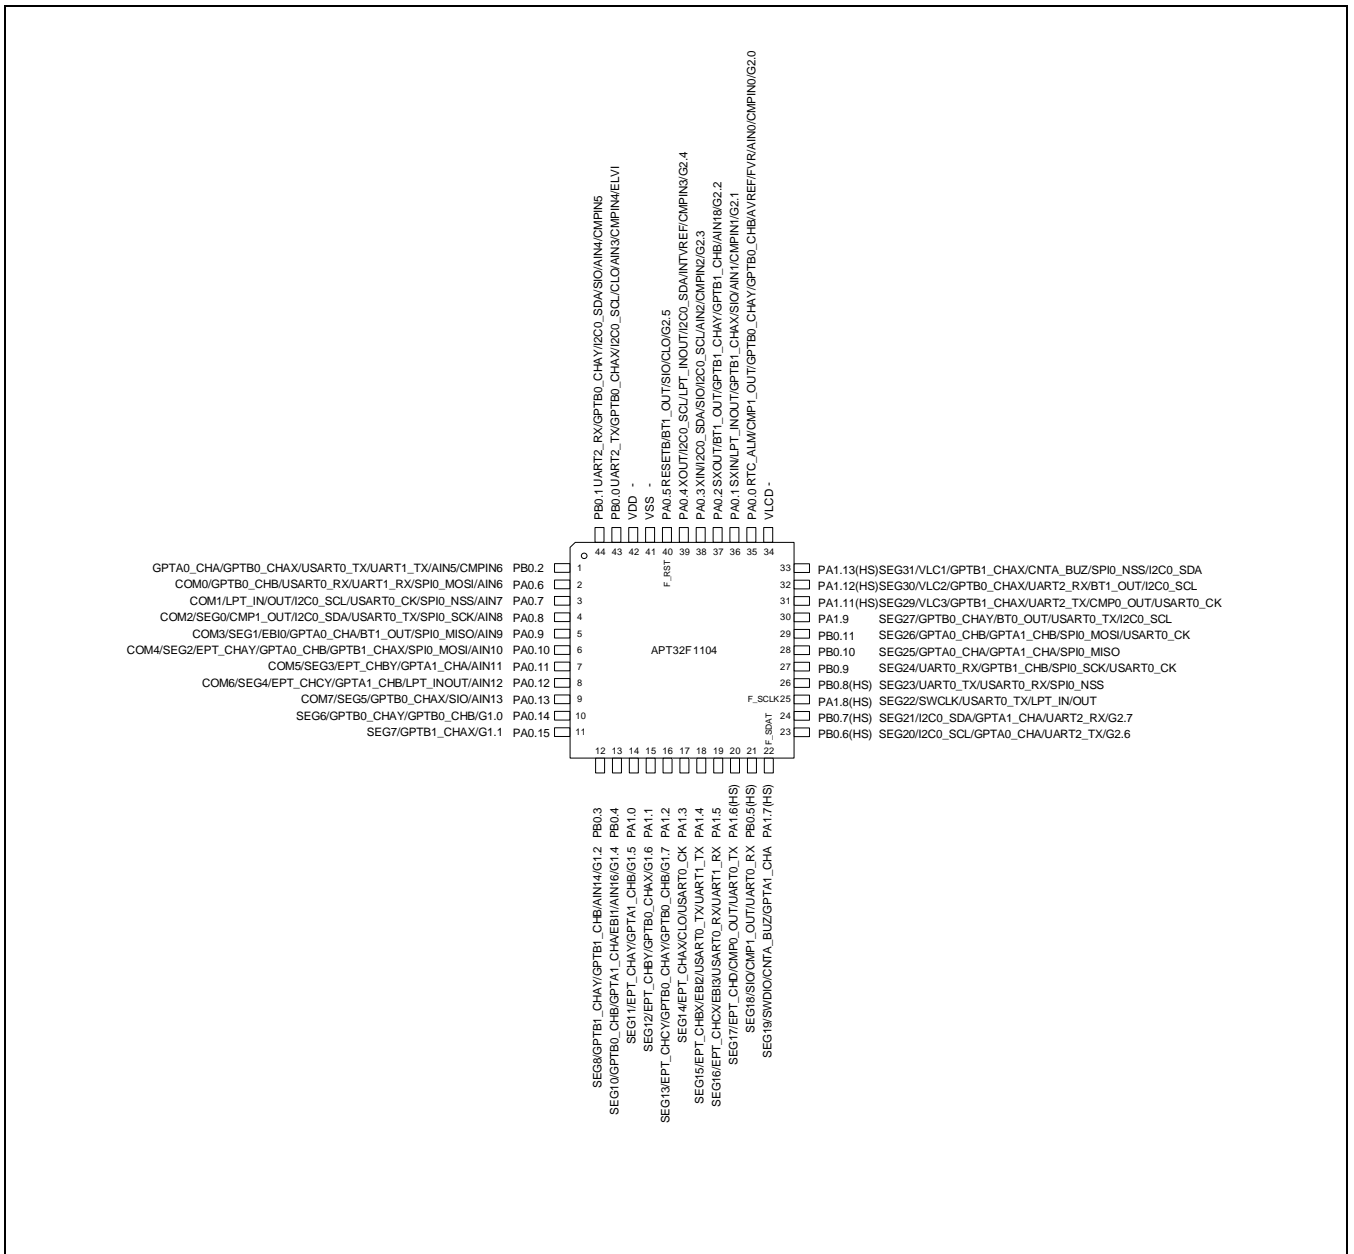 PB0.1 UART2_RX/GPTB0_CHAY/I2C0_SDA/SIO/AIN4/CMPIN5
PB0.0 UART2_TX/GPTB0_CHAX/I2C0_SCL/CLO/AIN3/CMPIN4/ELVI
VDD -
VSS -
PA0.5 RESETB/BT1_OUT/SIO/CLO/G2.5
PA0.4 XOUT/I2C0_SCL/LPT_INOUT/I2C0_SDA/INTVREF/CMPIN3/G2.4
PA0.3 XIN/I2C0_SDA/SIO/I2C0_SCL/AIN2/CMPIN2/G2.3
PA0.2 SXOUT/BT1_OUT/GPTB1_CHAY/GPTB1_CHB/AIN18/G2.2
PA0.1 SXIN/LPT_INOUT/GPTB1_CHAX/SIO/AIN1/CMPIN1/G2.1
PA0.0 RTC_ALM/CMP1_OUT/GPTB0_CHAY/GPTB0_CHB/AVREF/FVR/AIN0/CMPIN0/G2.0
VLCD -
44 43 42 41 40 39 38 37 36 35 34
F_RST
GPTA0_CHA/GPTB0_CHAX/USART0_TX/UART1_TX/AIN5/CMPIN6 PB0.2 1
COM0/GPTB0_CHB/USART0_RX/UART1_RX/SPI0_MOSI/AIN6 PA0.6 2
COM1/LPT_IN/OUT/I2C0_SCL/USART0_CK/SPI0_NSS/AIN7 PA0.7 3
COM2/SEG0/CMP1_OUT/I2C0_SDA/USART0_TX/SPI0_SCK/AIN8 PA0.8 4
COM3/SEG1/EBI0/GPTA0_CHA/BT1_OUT/SPI0_MISO/AIN9 PA0.9 5
COM4/SEG2/EPT_CHAY/GPTA0_CHB/GPTB1_CHAX/SPI0_MOSI/AIN10 PA0.10 6
COM5/SEG3/EPT_CHBY/GPTA1_CHA/AIN11 PA0.11 7
COM6/SEG4/EPT_CHCY/GPTA1_CHB/LPT_INOUT/AIN12 PA0.12 8
COM7/SEG5/GPTB0_CHAX/SIO/AIN13 PA0.13 9
SEG6/GPTB0_CHAY/GPTB0_CHB/G1.0 PA0.14 10
SEG7/GPTB1_CHAX/G1.1 PA0.15 11
APT32F1104
33 PA1.13(HS)SEG31/VLC1/GPTB1_CHAX/CNTA_BUZ/SPI0_NSS/I2C0_SDA
32 PA1.12(HS)SEG30/VLC2/GPTB0_CHAX/UART2_RX/BT1_OUT/I2C0_SCL
31 PA1.11(HS)SEG29/VLC3/GPTB1_CHAX/UART2_TX/CMP0_OUT/USART0_CK
30 PA1.9 SEG27/GPTB0_CHAY/BT0_OUT/USART0_TX/I2C0_SCL
29 PB0.11 SEG26/GPTA0_CHB/GPTA1_CHB/SPI0_MOSI/USART0_CK
28 PB0.10 SEG25/GPTA0_CHA/GPTA1_CHA/SPI0_MISO
27 PB0.9 SEG24/UART0_RX/GPTB1_CHB/SPI0_SCK/USART0_CK
26 PB0.8(HS) SEG23/UART0_TX/USART0_RX/SPI0_NSS
F_SCLK 25 PA1.8(HS) SEG22/SWCLK/USART0_TX/LPT_IN/OUT
24 PB0.7(HS) SEG21/I2C0_SDA/GPTA1_CHA/UART2_RX/G2.7
23 PB0.6(HS) SEG20/I2C0_SCL/GPTA0_CHA/UART2_TX/G2.6
F_SDAT
12 13 14 15 16 17 18 19 20 21 22
SEG8/GPTB1_CHAY/GPTB1_CHB/AIN14/G1.2 PB0.3
SEG10/GPTB0_CHB/GPTA1_CHA/EBI1/AIN16/G1.4 PB0.4
SEG11/EPT_CHAY/GPTA1_CHB/G1.5 PA1.0
SEG12/EPT_CHBY/GPTB0_CHAX/G1.6 PA1.1
SEG13/EPT_CHCY/GPTB0_CHAY/GPTB0_CHB/G1.7 PA1.2
SEG14/EPT_CHAX/CLO/USART0_CK PA1.3
SEG15/EPT_CHBX/EBI2/USART0_TX/UART1_TX PA1.4
SEG16/EPT_CHCX/EBI3/USART0_RX/UART1_RX PA1.5
SEG17/EPT_CHD/CMP0_OUT/UART0_TX PA1.6(HS)
SEG18/SIO/CMP1_OUT/UART0_RX PB0.5(HS)
SEG19/SWDIO/CNTA_BUZ/GPTA1_CHA PA1.7(HS)